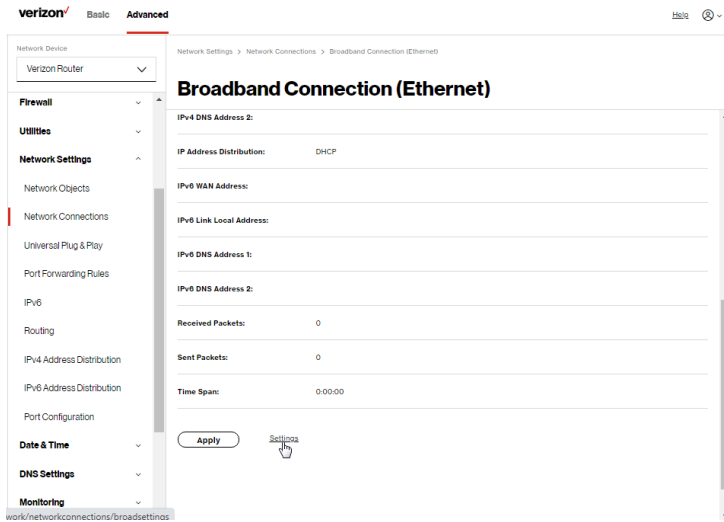 verizon✓ Basic Advanced Help
Network Device
Verizon Router
Firewall
Utilities
Network Settings
Network Objects
Network Connections
Universal Plug & Play
Port Forwarding Rules
IPv6
Routing
IPv4 Address Distribution
IPv6 Address Distribution
Port Configuration
Date & Time
DNS Settings
Monitoring
work/networkconnections/broadsettings
Network Settings > Network Connections > Broadband Connection (Ethernet)
Broadband Connection (Ethernet)
IPv4 DNS Address 2:
IP Address Distribution: DHCP
IPv6 WAN Address:
IPv6 Link Local Address:
IPv6 DNS Address 1:
IPv6 DNS Address 2:
Received Packets: 0
Sent Packets: 0
Time Span: 0:00:00
Apply Settings